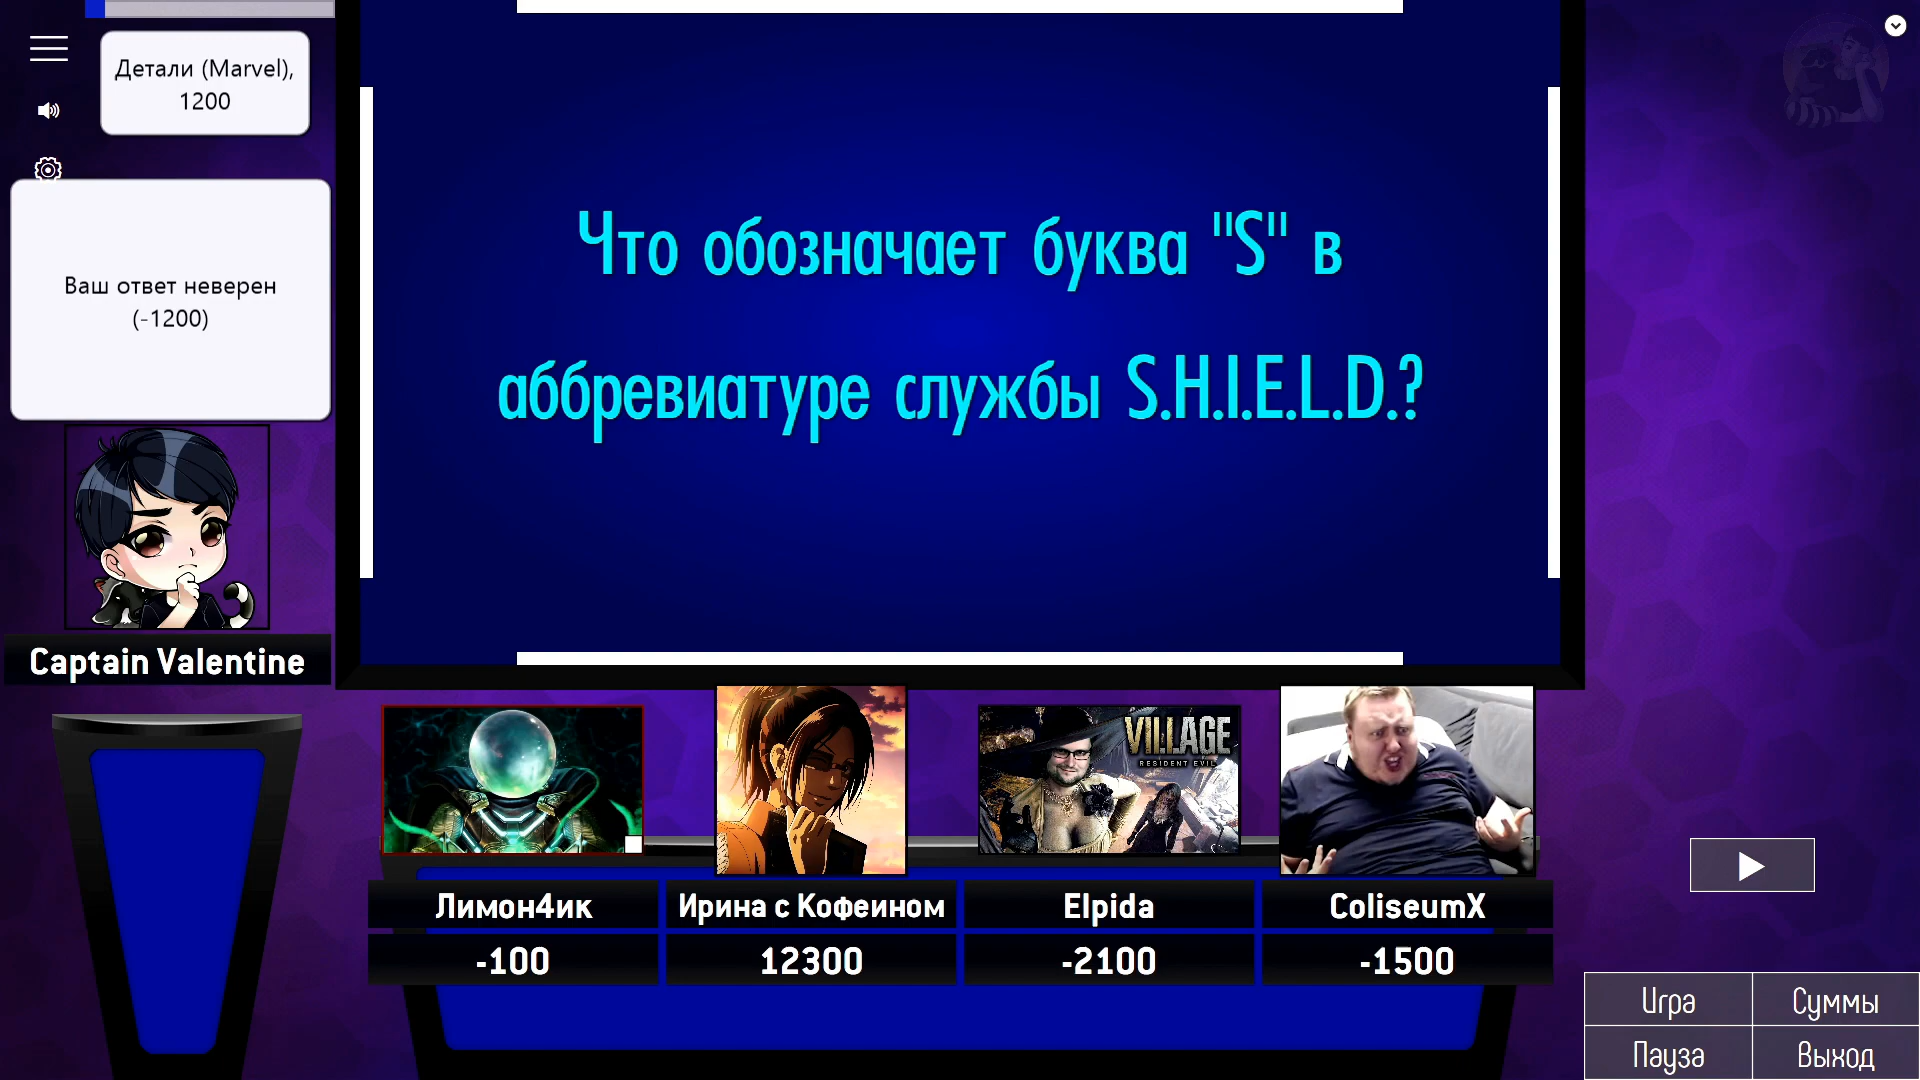 Детали (Marvel),
1200
Ваш ответ неверен
(-1200)
Что обозначает буква "S" в
аббревиатуре службы S.H.I.E.L.D.?
Captain Valentine
VILLAGE
RESIDENT EVIL
Лимон4ик
Ирина с Кофеином
Elpida
ColiseumX
-100
12300
-2100
-1500
Игра
Суммы
Пауза
Выход